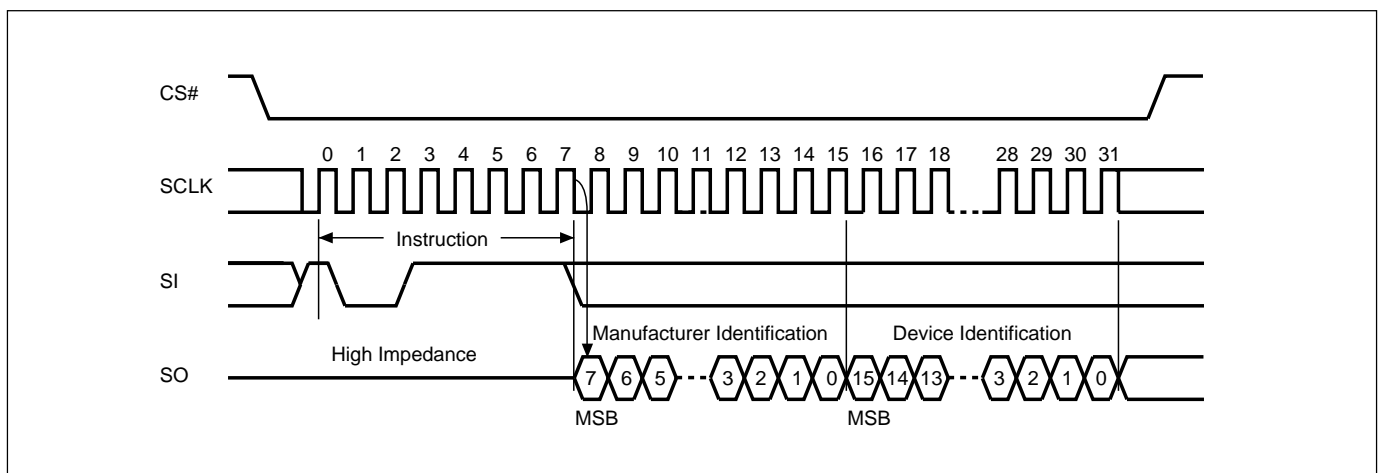 CS#
0 1 2 3 4 5 6 7 8 9 10 11 12 13 14 15 16 17 18 28 29 30 31
SCLK
Instruction
SI
Manufacturer Identification Device Identification
High Impedance
SO 7 6 5 3 2 1 0 15 14 13 3 2 1 0
MSB MSB